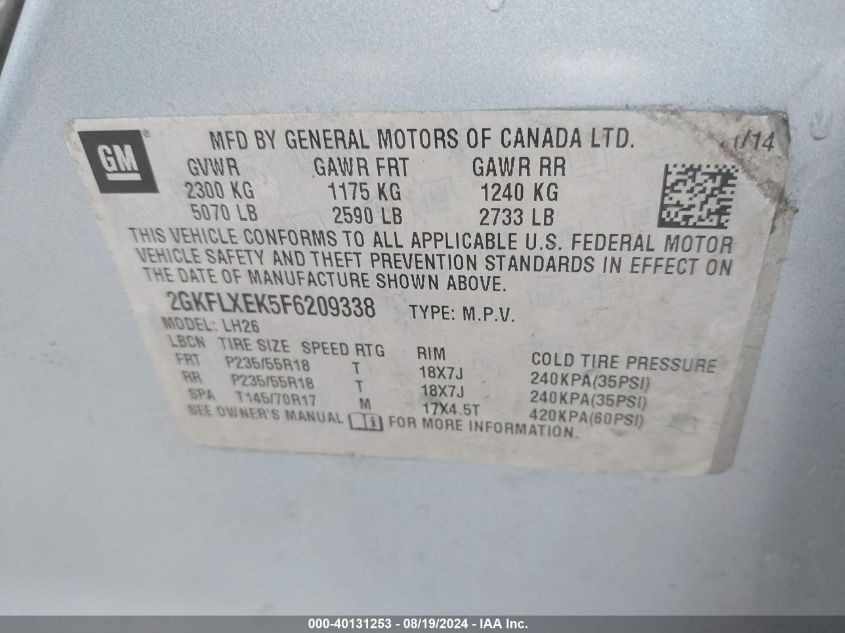 GM ® MFD BY GENERAL MOTORS OF CANADA LTD. /14
GVWR GAWR FRT GAWR RR
2300 KG 1175 KG 1240 KG
5070 LB 2590 LB 2733 LB
THIS VEHICLE CONFORMS TO ALL APPLICABLE U.S. FEDERAL MOTOR
VEHICLE SAFETY AND THEFT PREVENTION STANDARDS IN EFFECT ON
THE DATE OF MANUFACTURE SHOWN ABOVE.
2GKFLXEK5F6209338 TYPE: M.P.V.
MODEL: LH26
LBCN TIRE SIZE SPEED RTG RIM COLD TIRE PRESSURE
FRT P235/55R18 T 18X7J 240KPA(35PSI)
RR P235/55R18 T 18X7J 240KPA(35PSI)
SPA T145/70R17 M 17X4.5T 420KPA(60PSI)
SEE OWNER'S MANUAL i FOR MORE INFORMATION.
000-40131253 - 08/19/2024 - IAA Inc.